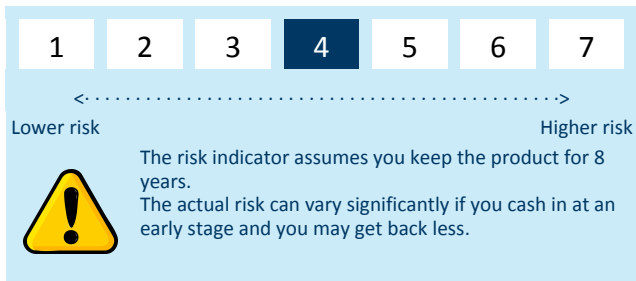 1 2 3 4 5 6 7
<·············································>
Lower risk Higher risk
The risk indicator assumes you keep the product for 8
years.
The actual risk can vary significantly if you cash in at an
early stage and you may get back less.